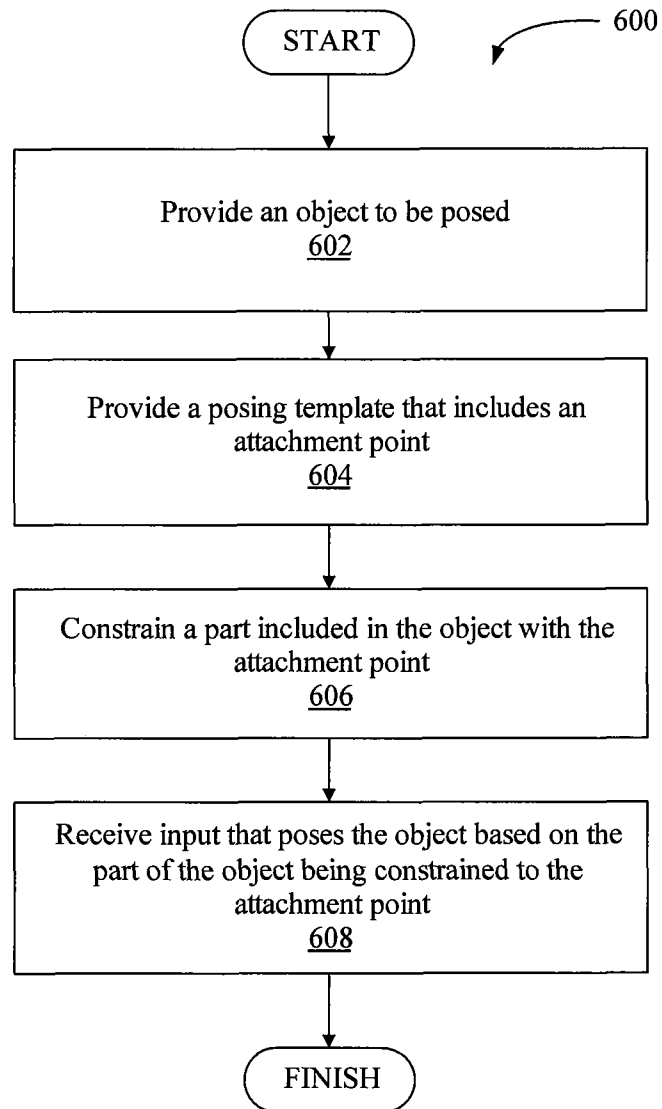 START
600
Provide an object to be posed
602
Provide a posing template that includes an
attachment point
604
Constrain a part included in the object with the
attachment point
606
Receive input that poses the object based on the
part of the object being constrained to the
attachment point
608
FINISH